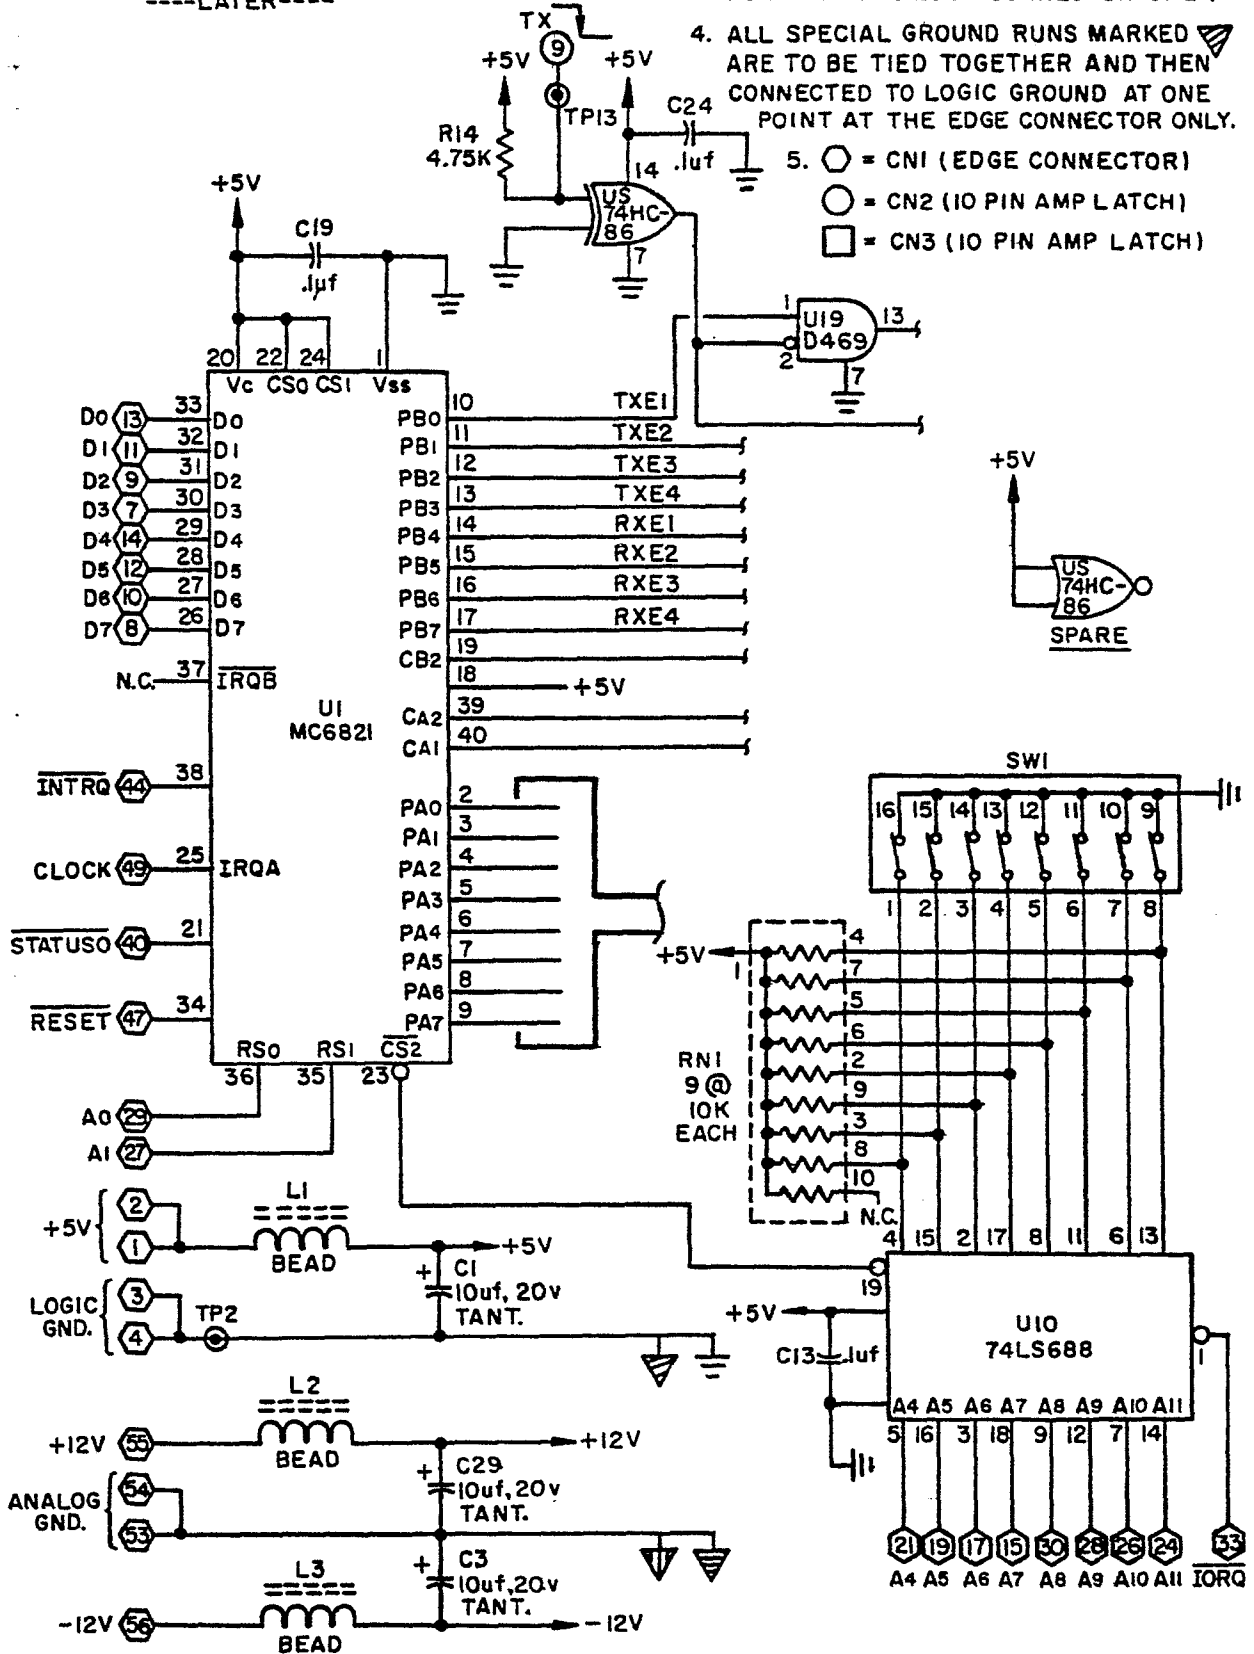 ----LATER----
4. ALL SPECIAL GROUND RUNS MARKED
ARE TO BE TIED TOGETHER AND THEN
CONNECTED TO LOGIC GROUND AT ONE
POINT AT THE EDGE CONNECTOR ONLY.
5. = CN1 (EDGE CONNECTOR)
= CN2 (10 PIN AMP LATCH)
= CN3 (10 PIN AMP LATCH)
TX
9
+5V +5V
TP13
C24
.1uf
R14
4.75K
14
U5
74HC-
86
7
+5V
C19
.1µf
20 22 24 1
Vc CS0 CS1 Vss
1
2
U19
D469
13
7
D0 13 33 D0
D1 11 32 D1
D2 9 31 D2
D3 7 30 D3
D4 14 29 D4
D5 12 28 D5
D6 10 27 D6
D7 8 26 D7
N.C. 37 IRQB
U1
MC6821
INTRQ 44 38
CLOCK 49 25 IRQA
STATUSO 40 21
RESET 47 34
PB0 10 TXE1
PB1 11 TXE2
PB2 12 TXE3
PB3 13 TXE4
PB4 14 RXE1
PB5 15 RXE2
PB6 16 RXE3
PB7 17 RXE4
CB2 19
18 +5V
CA2 39
CA1 40
PA0 2
PA1 3
PA2 4
PA3 5
PA4 6
PA5 7
PA6 8
PA7 9
RS0 RS1 CS2
36 35 23
A0 29
A1 27
+5V
U5
74HC-
86
SPARE
SW1
16 15 14 13 12 11 10 9
1 2 3 4 5 6 7 8
+5V 1
4
7
5
6
2
9
3
8
10
N.C.
RN1
9 @
10K
EACH
4 15 2 17 8 11 6 13
19
U10
74LS688
1
+5V
C13 .1uf
A4 A5 A6 A7 A8 A9 A10 A11
5 16 3 18 9 12 7 14
21 19 17 15 30 28 26 24 33
A4 A5 A6 A7 A8 A9 A10 A11 IORQ
+5V 2
1
L1
BEAD
+5V
C1
10uf, 20v
TANT.
LOGIC
GND.
3
4
TP2
L2
BEAD
+12V 55
+12V
C29
10uf, 20v
TANT.
ANALOG
GND.
54
53
C3
10uf, 20v
TANT.
L3
BEAD
-12V 56
-12V